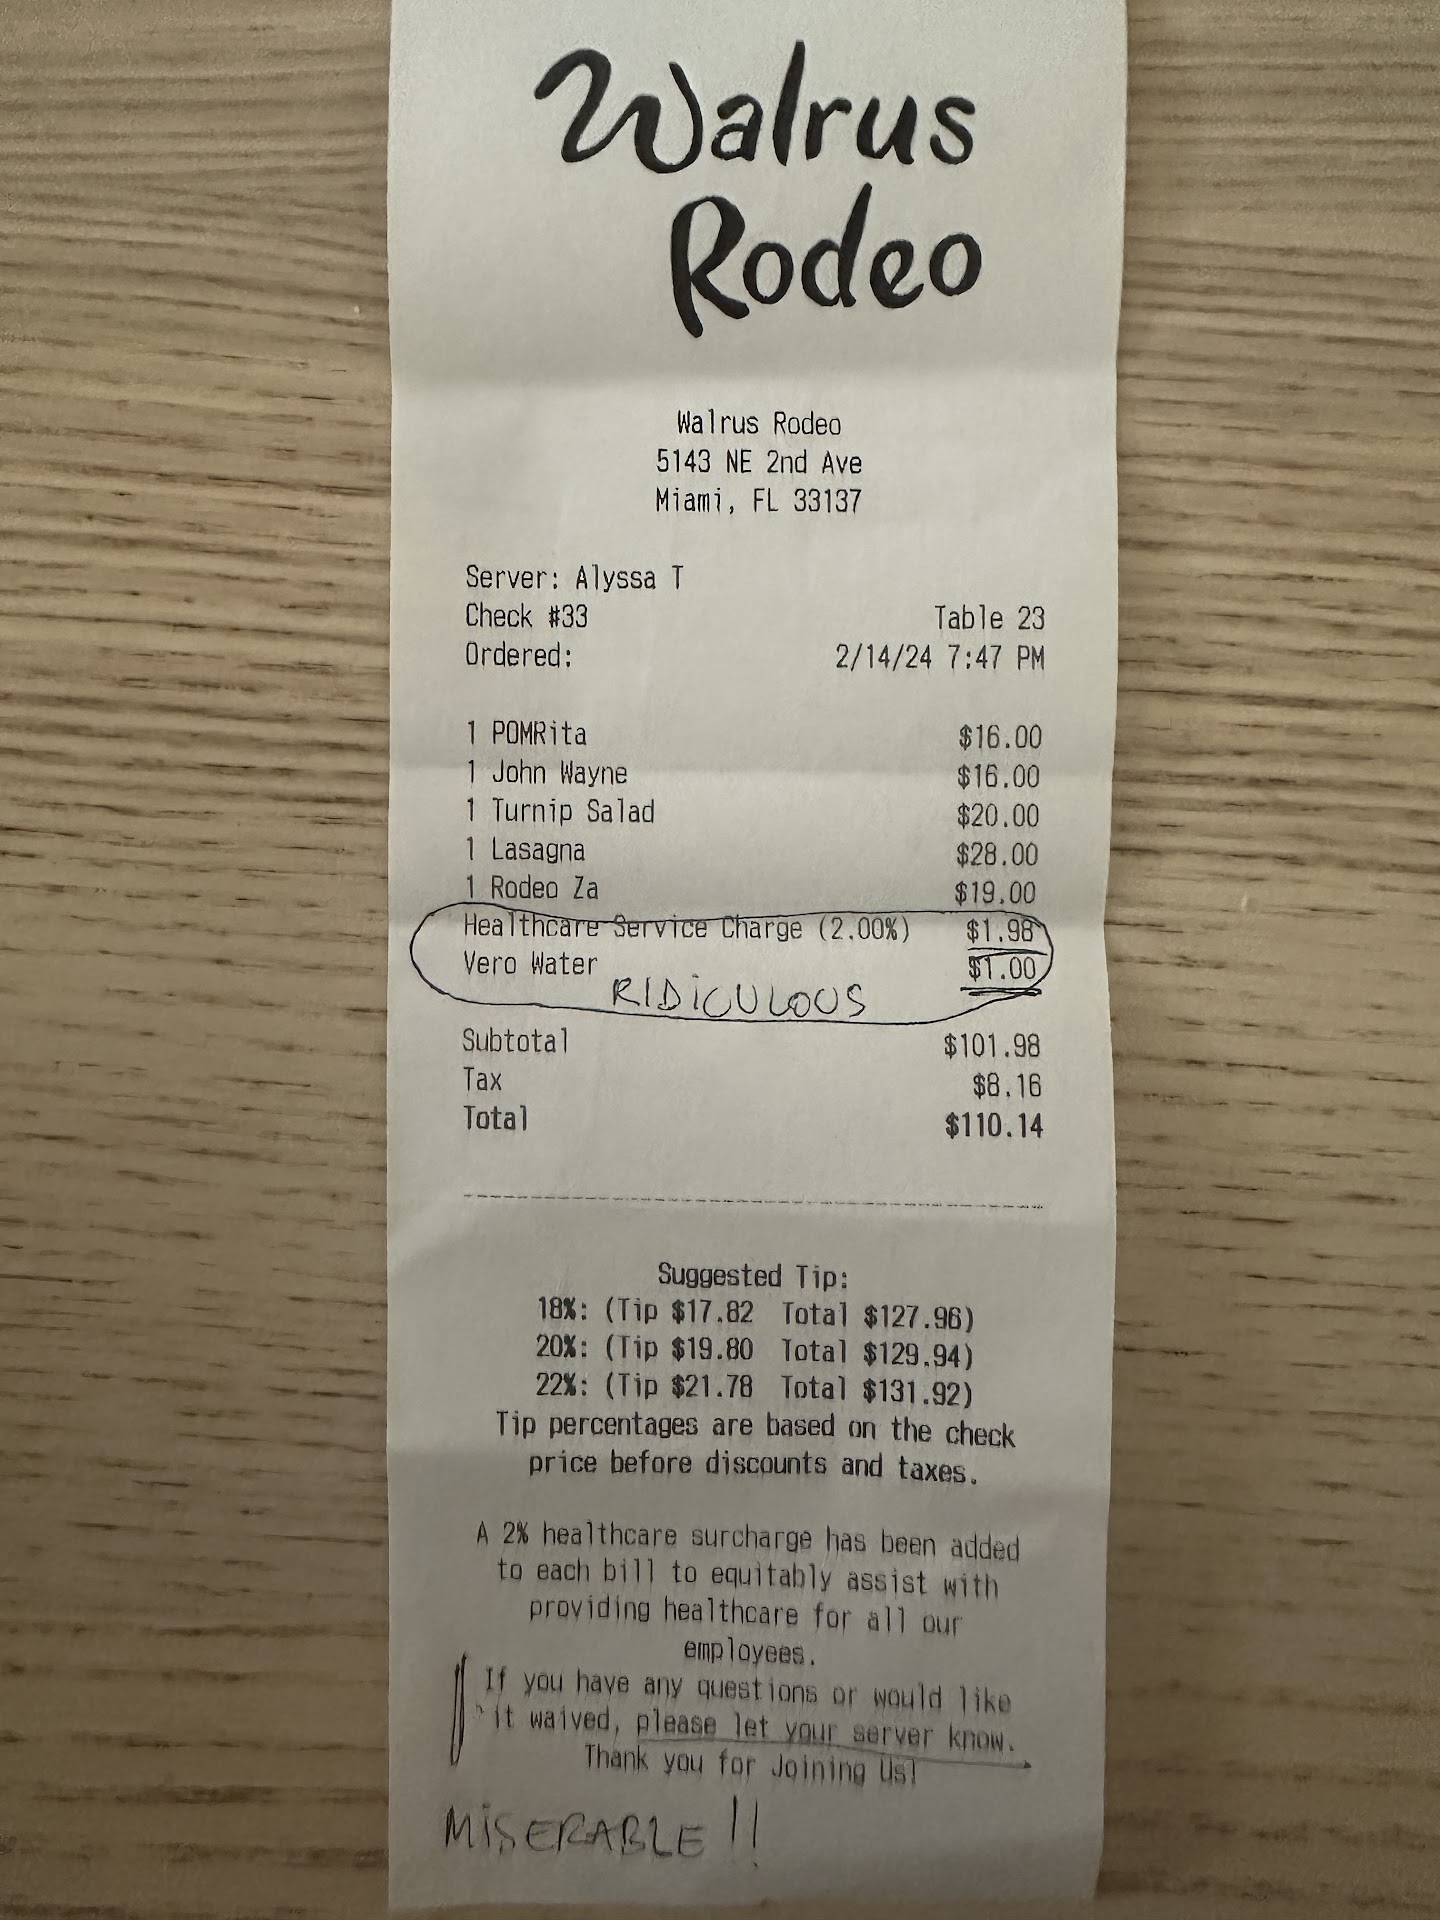 Walrus
Rodeo
Walrus Rodeo
5143 NE 2nd Ave
Miami, FL 33137
Server: Alyssa T
Check #33 Table 23
Ordered: 2/14/24 7:47 PM
1 POMRita $16.00
1 John Wayne $16.00
1 Turnip Salad $20.00
1 Lasagna $28.00
1 Rodeo Za $19.00
Healthcare Service Charge (2.00%) $1.98
Vero Water $1.00
RIDICULOUS
Subtotal $101.98
Tax $8.16
Total $110.14
Suggested Tip:
18%: (Tip $17.82 Total $127.96)
20%: (Tip $19.80 Total $129.94)
22%: (Tip $21.78 Total $131.92)
Tip percentages are based on the check
price before discounts and taxes.
A 2% healthcare surcharge has been added
to each bill to equitably assist with
providing healthcare for all our
employees.
If you have any questions or would like
it waived, please let your server know.
Thank you for Joining Us!
MISERABLE!!